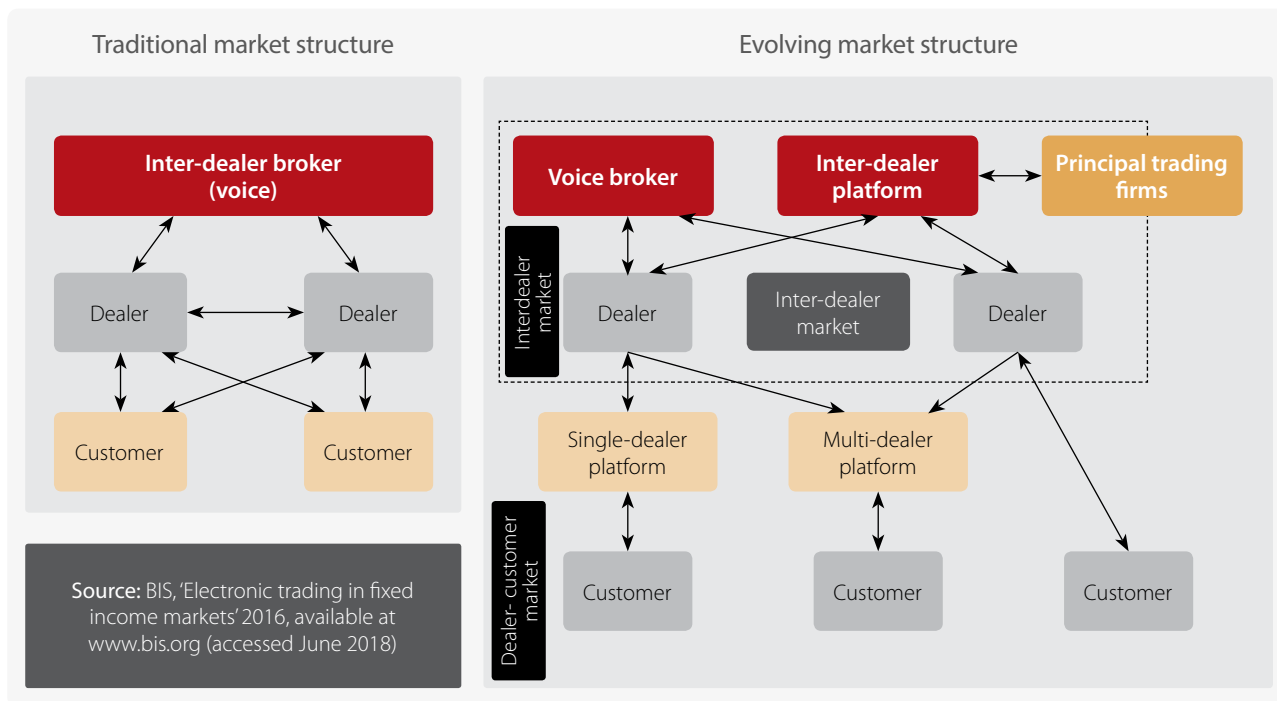 Traditional market structure
Inter-dealer broker
(voice)
Dealer
Dealer
Customer
Customer
Source: BIS, ‘Electronic trading in fixed
income markets’ 2016, available at
www.bis.org (accessed June 2018)
Evolving market structure
Voice broker
Inter-dealer
platform
Principal trading
firms
Interdealer
market
Dealer
Inter-dealer
market
Dealer
Single-dealer
platform
Multi-dealer
platform
Dealer- customer
market
Customer
Customer
Customer